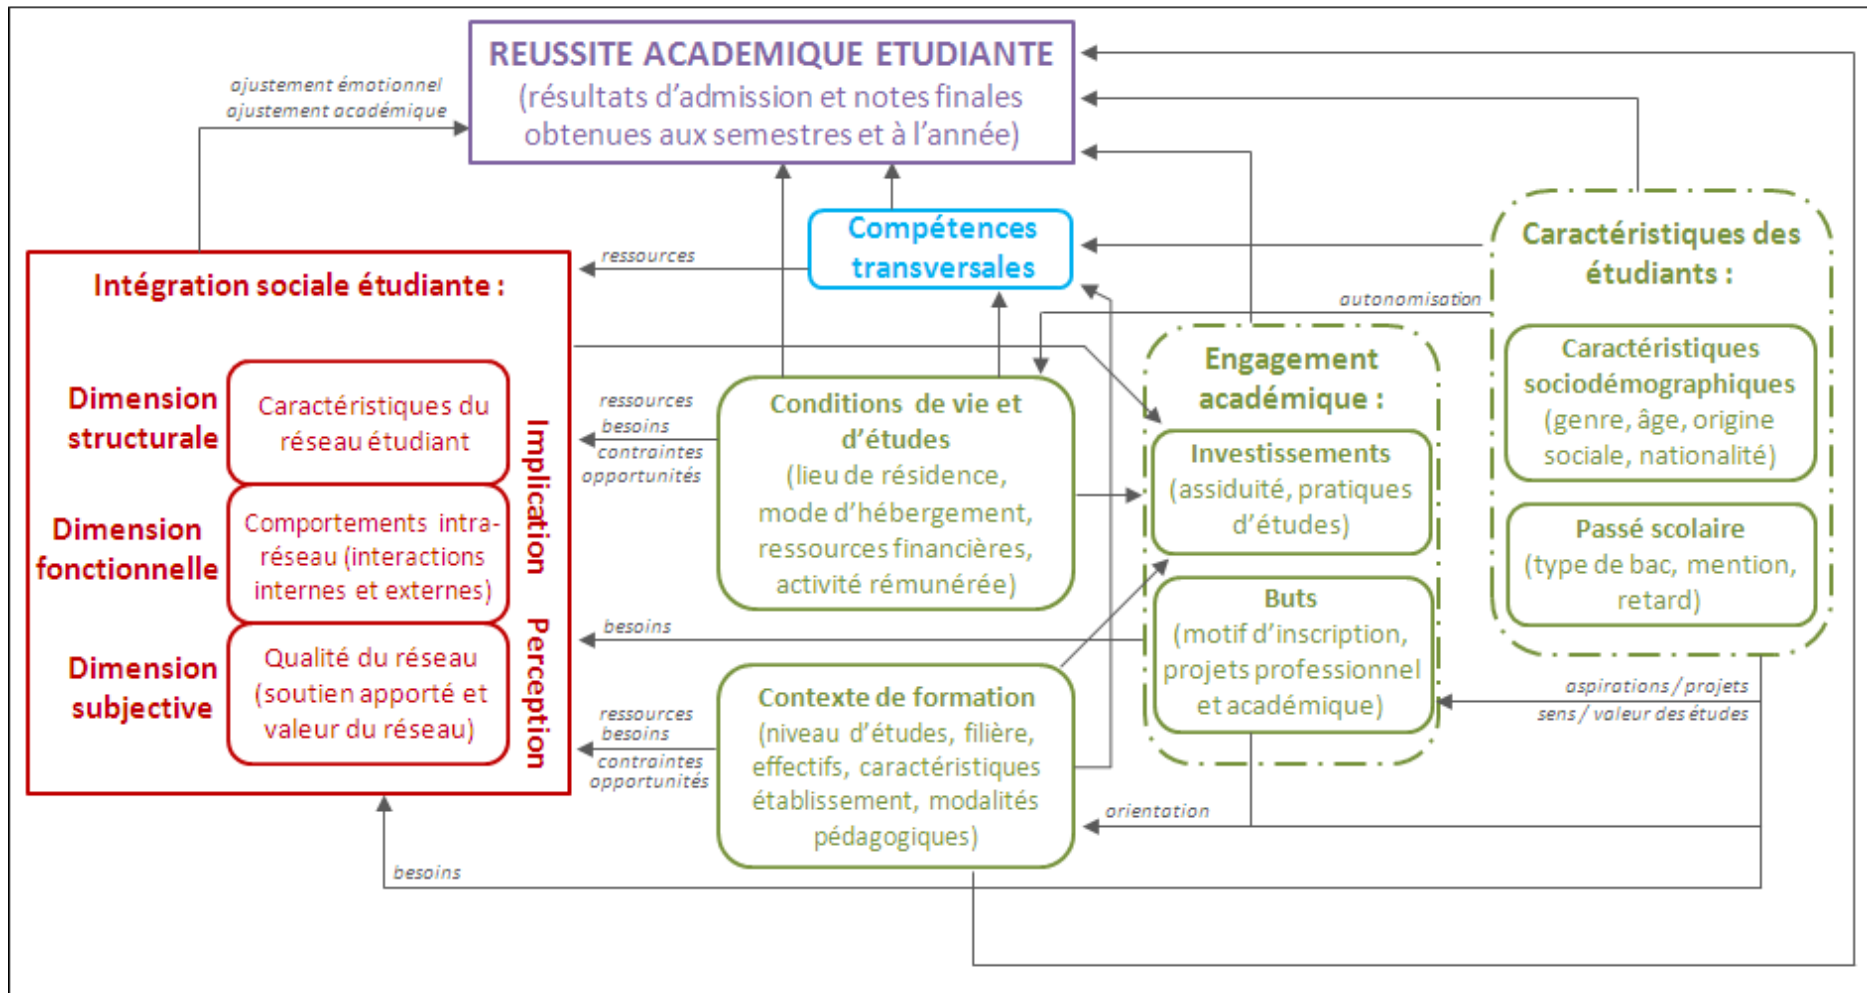 REUSSITE ACADEMIQUE ETUDIANTE
(résultats d'admission et notes finales
obtenues aux semestres et à l'année)
ajustement émotionnel
ajustement académique
Compétences
transversales
ressources
Intégration sociale étudiante :
Dimension
structurale
Caractéristiques du
réseau étudiant
Dimension
fonctionnelle
Comportements intra-
réseau (interactions
internes et externes)
Dimension
subjective
Qualité du réseau
(soutien apporté et
valeur du réseau)
Implication
Perception
ressources
besoins
contraintes
opportunités
besoins
ressources
besoins
contraintes
opportunités
besoins
Conditions de vie et
d'études
(lieu de résidence,
mode d'hébergement,
ressources financières,
activité rémunérée)
Contexte de formation
(niveau d'études, filière,
effectifs, caractéristiques
établissement, modalités
pédagogiques)
Engagement
académique :
Investissements
(assiduité, pratiques
d'études)
Buts
(motif d'inscription,
projets professionnel
et académique)
orientation
autonomisation
Caractéristiques des
étudiants :
Caractéristiques
sociodémographiques
(genre, âge, origine
sociale, nationalité)
Passé scolaire
(type de bac, mention,
retard)
aspirations / projets
sens / valeur des études